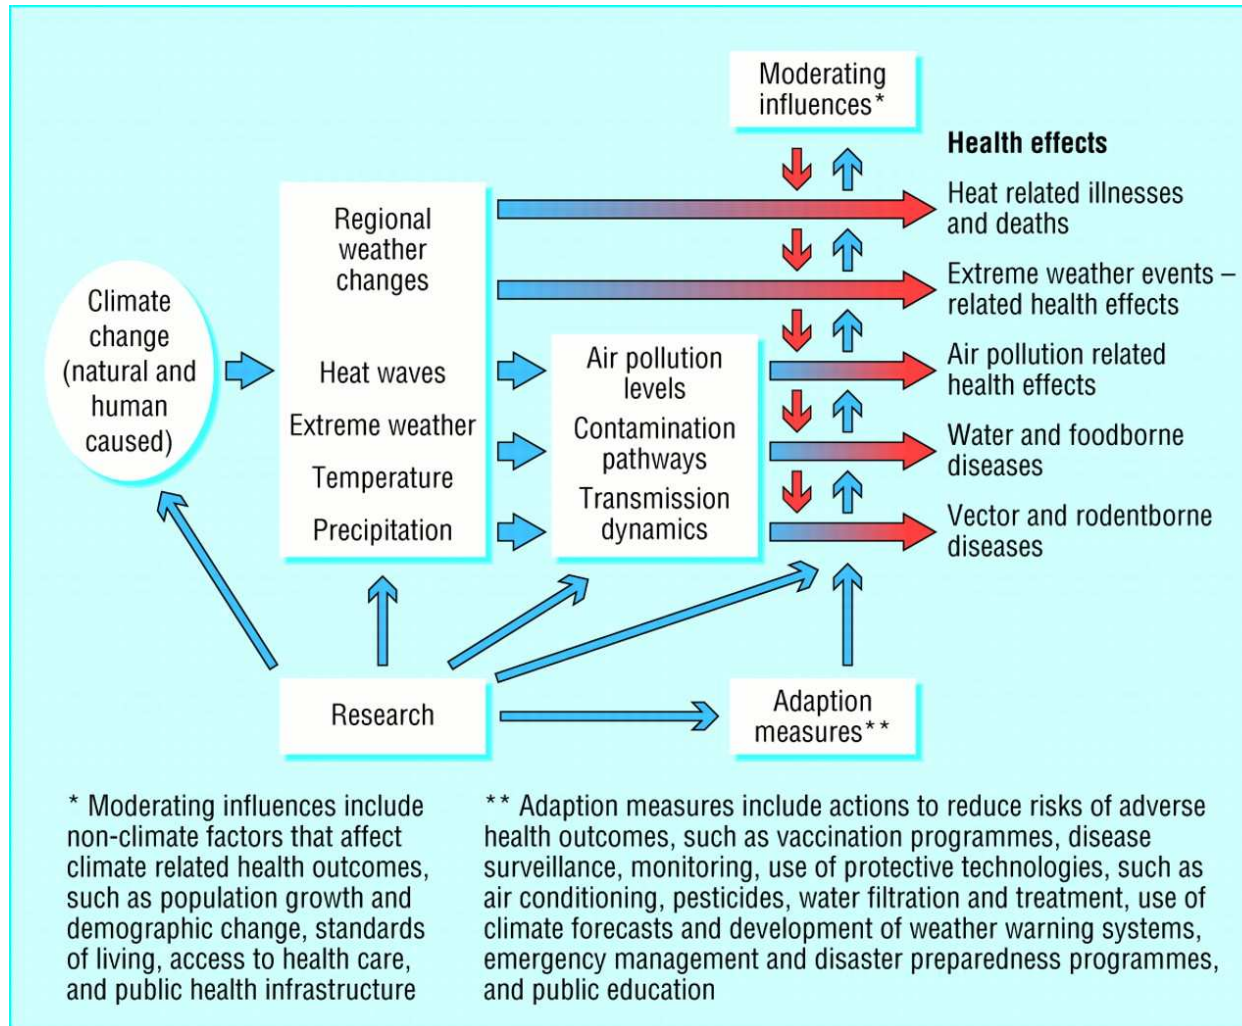 Moderating
influences*
Health effects
Heat related illnesses
and deaths
Extreme weather events –
related health effects
Air pollution related
health effects
Water and foodborne
diseases
Vector and rodentborne
diseases
Regional
weather
changes
Heat waves
Extreme weather
Temperature
Precipitation
Climate
change
(natural and
human
caused)
Air pollution
levels
Contamination
pathways
Transmission
dynamics
Research
Adaption
measures**
* Moderating influences include
non-climate factors that affect
climate related health outcomes,
such as population growth and
demographic change, standards
of living, access to health care,
and public health infrastructure
** Adaption measures include actions to reduce risks of adverse
health outcomes, such as vaccination programmes, disease
surveillance, monitoring, use of protective technologies, such as
air conditioning, pesticides, water filtration and treatment, use of
climate forecasts and development of weather warning systems,
emergency management and disaster preparedness programmes,
and public education